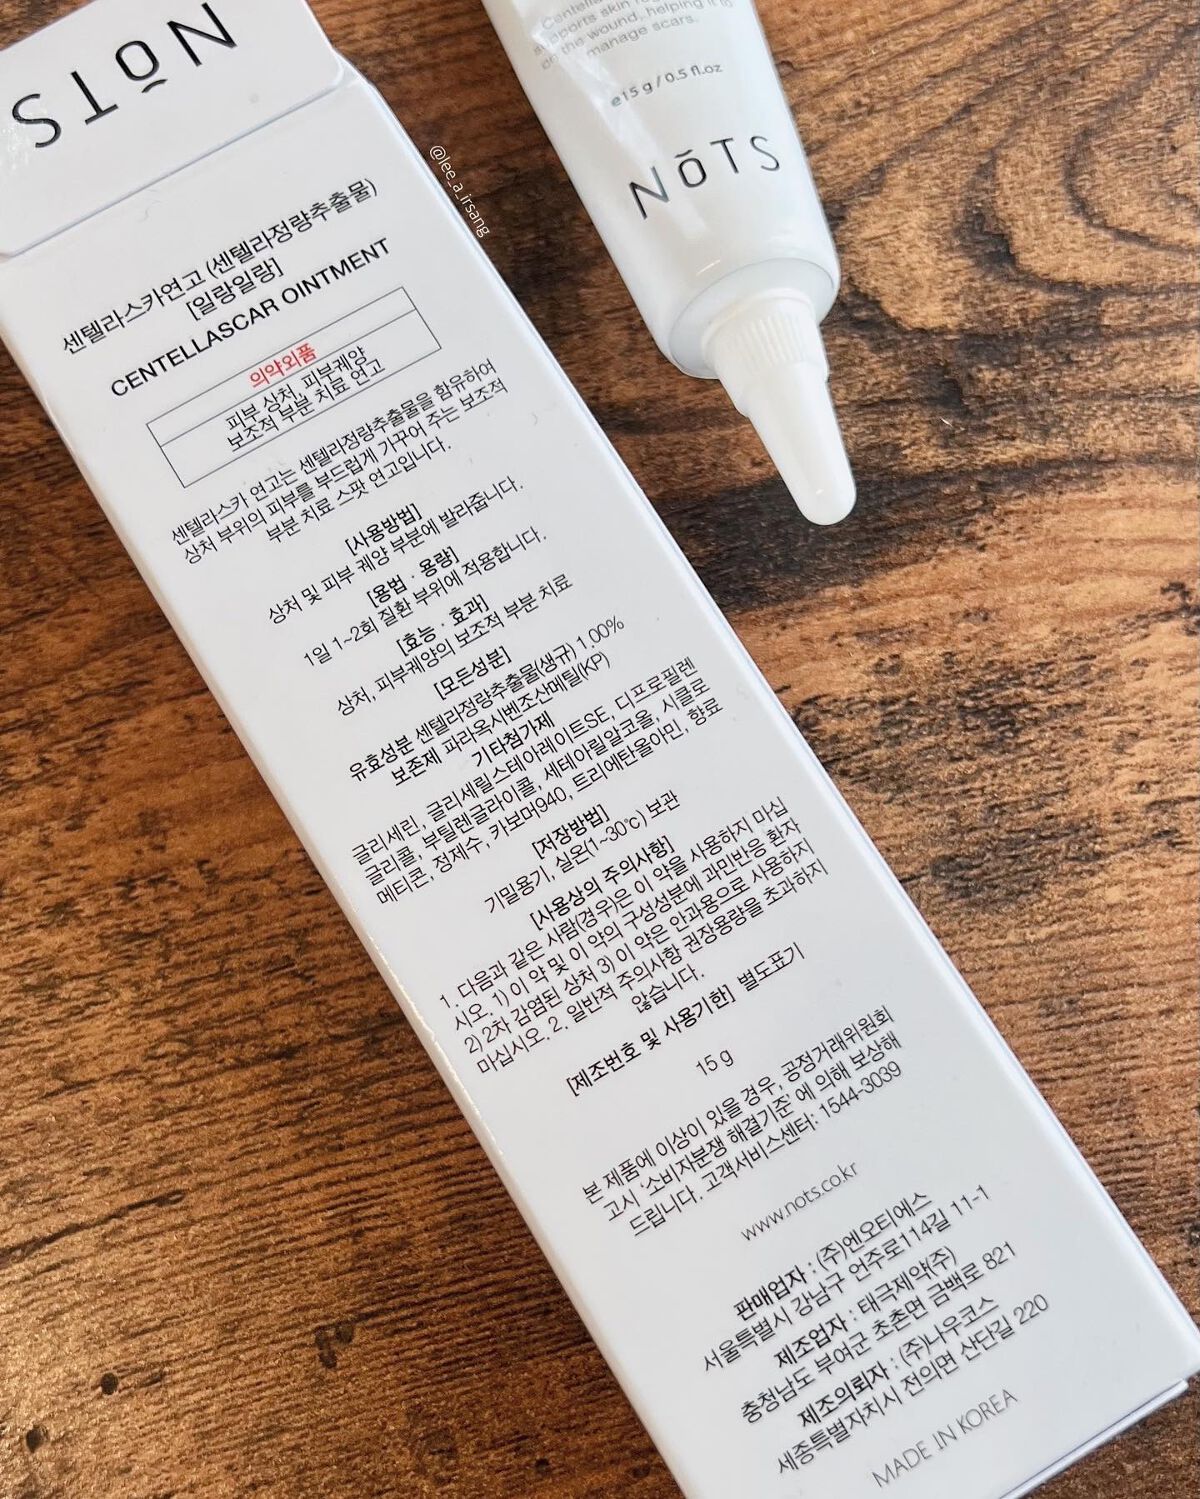 NOTS
센텔라스카연고 (센텔라정량추출물)
[일랑일랑]
CENTELLASCAR OINTMENT
의약외품
피부 상처, 피부궤양
보조적 부분 치료 연고
센텔라스카 연고는 센텔라정량추출물을 함유하여
상처 부위의 피부를 부드럽게 가꾸어 주는 보조적
부분 치료 스팟 연고입니다.
[사용방법]
상처 및 피부 궤양 부분에 발라줍니다.
[용법 · 용량]
1일 1~2회 질환 부위에 적용합니다.
[효능 · 효과]
상처, 피부궤양의 보조적 부분 치료
[모든성분]
유효성분 센텔라정량추출물(생규) 1.00%
보존제 파라옥시벤조산메틸(KP)
기타첨가제
글리세린, 글리세릴스테아레이트SE, 디프로필렌
글리콜, 부틸렌글라이콜, 세테아릴알코올, 시클로
메티콘, 정제수, 카보머940, 트리에탄올아민, 향료
[저장방법]
기밀용기, 실온(1~30℃) 보관
[사용상의 주의사항]
1. 다음과 같은 사람(경우)은 이 약을 사용하지 마십
시오. 1) 이 약 및 이 약의 구성성분에 과민반응 환자
2) 2차 감염된 상처 3) 이 약은 안과용으로 사용하지
마십시오. 2. 일반적 주의사항 권장용량을 초과하지
않습니다.
[제조번호 및 사용기한] 별도표기
15 g
본 제품에 이상이 있을 경우, 공정거래위원회
고시 '소비자분쟁 해결기준'에 의해 보상해
드립니다. 고객서비스센터: 1544-3039
www.nots.co.kr
판매업자 : (주)엔오티에스
서울특별시 강남구 언주로114길 11-1
제조업자 : 태극제약(주)
충청남도 부여군 초촌면 금백로 821
제조의뢰자 : (주)나우코스
세종특별자치시 전의면 산단길 220
MADE IN KOREA
supports skin
on the wound, helping it to
manage scars.
e15 g / 0.5 fl.oz
NōTS
@lee_a_irsang